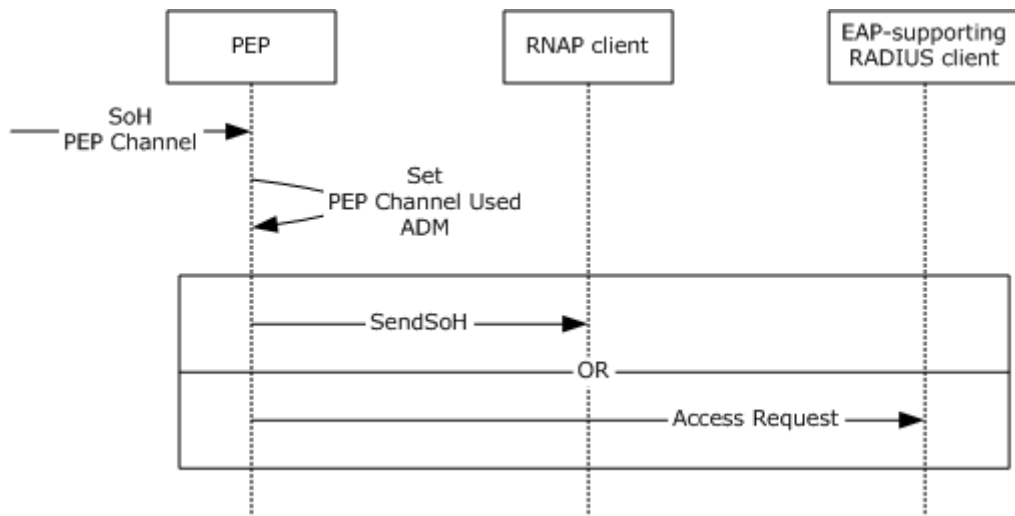 PEP
RNAP client
EAP-supporting
RADIUS client
SoH
PEP Channel
Set
PEP Channel Used
ADM
SendSoH
OR
Access Request